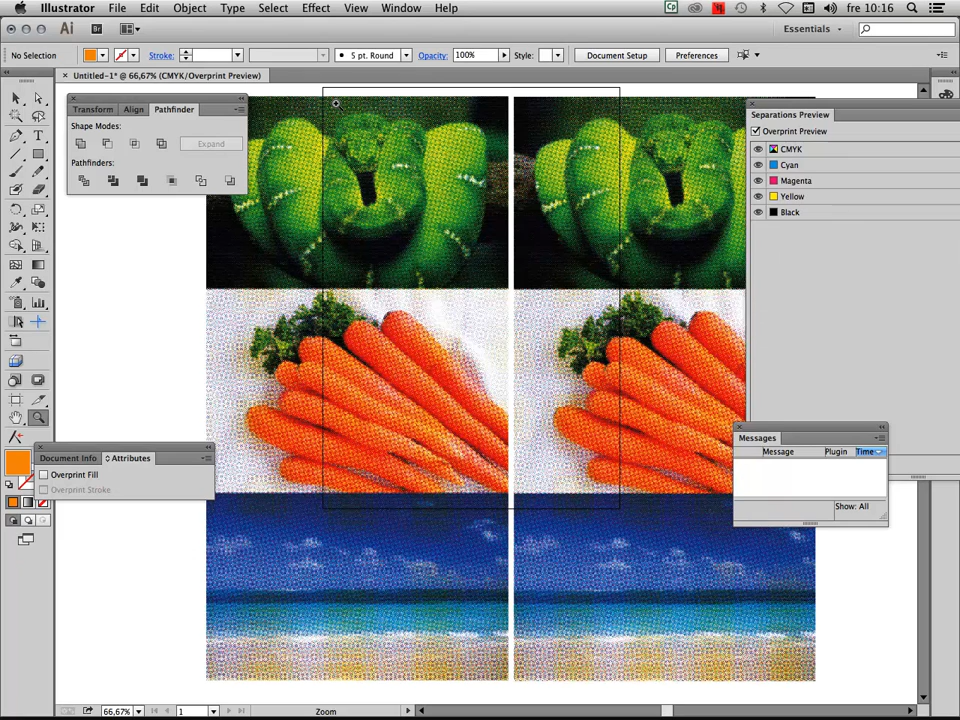 Illustrator File Edit Object Type Select Effect View Window Help
Cp fre 10:16
Ai Br Essentials
No Selection Stroke: 5 pt. Round Opacity: 100% Style: Document Setup Preferences
Untitled-1* @ 66,67% (CMYK/Overprint Preview)
Transform Align Pathfinder
Shape Modes:
Expand
Pathfinders:
Separations Preview
Overprint Preview
CMYK
Cyan
Magenta
Yellow
Black
Messages
Message Plugin Time
Show: All
Document Info Attributes
Overprint Fill
Overprint Stroke
66,67% 1 Zoom